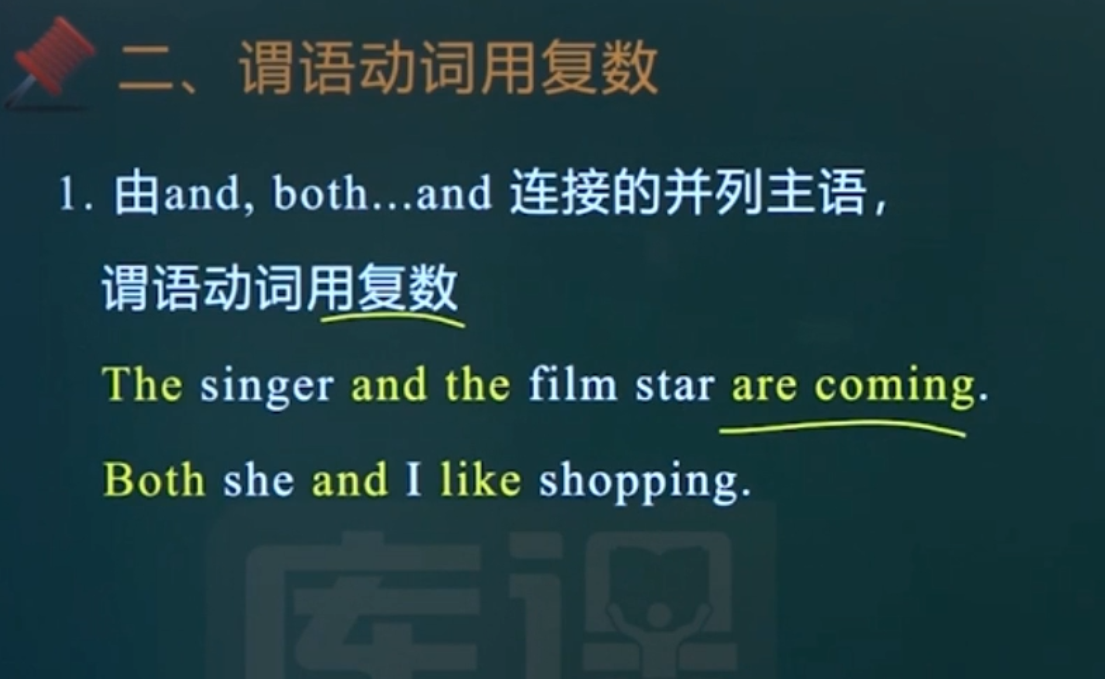 二、谓语动词用复数
1. 由and, both...and 连接的并列主语,
谓语动词用复数
The singer and the film star are coming.
Both she and I like shopping.
库课